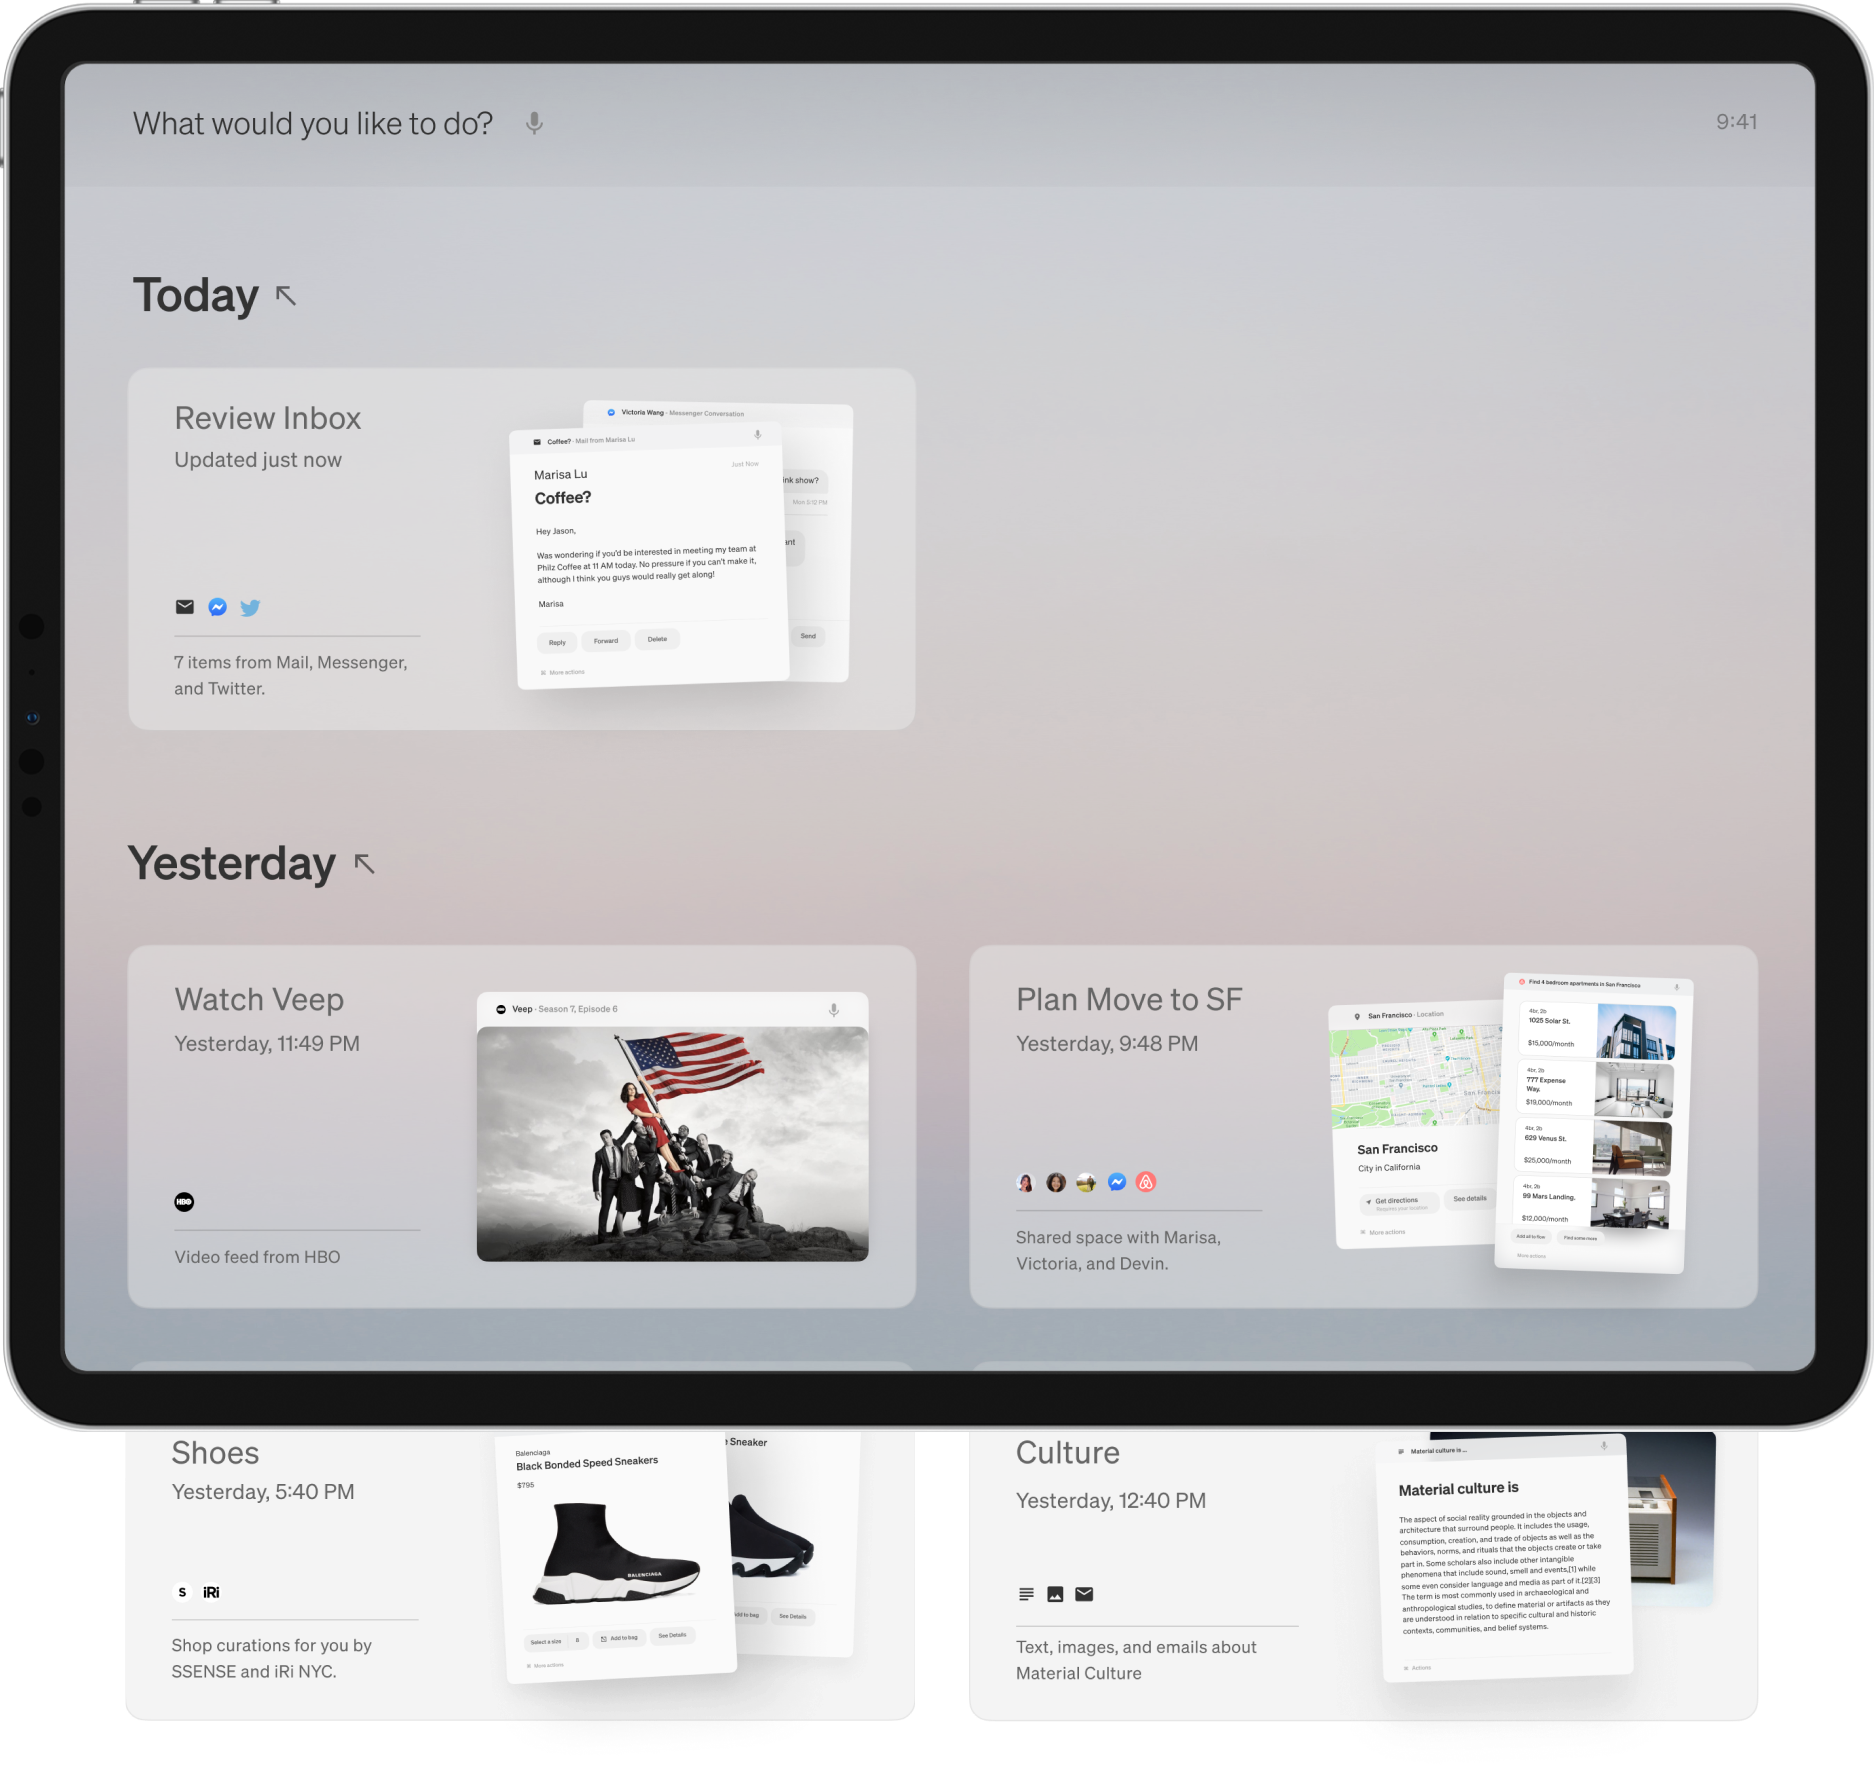 What would you like to do?
9:41
Today
Review Inbox
Updated just now
7 items from Mail, Messenger,
and Twitter.
Victoria Wang · Messenger Conversation
ink show?
Mon 5:12 PM
ant
Send
Coffee? · Mail from Marisa Lu
Just Now
Marisa Lu
Coffee?
Hey Jason,
Was wondering if you'd be interested in meeting my team at
Philz Coffee at 11 AM today. No pressure if you can't make it,
although I think you guys would really get along!
Marisa
Reply
Forward
Delete
⌘ More actions
Yesterday
Watch Veep
Yesterday, 11:49 PM
HBO
Video feed from HBO
Veep · Season 7, Episode 6
Plan Move to SF
Yesterday, 9:48 PM
Shared space with Marisa,
Victoria, and Devin.
San Francisco · Location
San Francisco
City in California
Get directions
Requires your location
See details
⌘ More actions
Find 4 bedroom apartments in San Francisco
4br, 2b
1025 Solar St.
$15,000/month
4br, 2b
777 Expense
Way.
$19,000/month
4br, 2b
629 Venus St.
$25,000/month
4br, 2b
99 Mars Landing.
$12,000/month
Add all to flow
Find some more
More actions
Shoes
Yesterday, 5:40 PM
S
iRi
Shop curations for you by
SSENSE and iRi NYC.
Balenciaga
Black Bonded Speed Sneakers
$795
BALENCIAGA
Select a size 8
Add to bag
See Details
⌘ More actions
Sneaker
add to bag
See Details
Culture
Yesterday, 12:40 PM
Text, images, and emails about
Material Culture
Material culture is ...
Material culture is
The aspect of social reality grounded in the objects and
architecture that surround people. It includes the usage,
consumption, creation, and trade of objects as well as the
behaviors, norms, and rituals that the objects create or take
part in. Some scholars also include other intangible
phenomena that include sound, smell and events,[1] while
some even consider language and media as part of it.[2][3]
The term is most commonly used in archaeological and
anthropological studies, to define material or artifacts as they
are understood in relation to specific cultural and historic
contexts, communities, and belief systems.
⌘ Actions